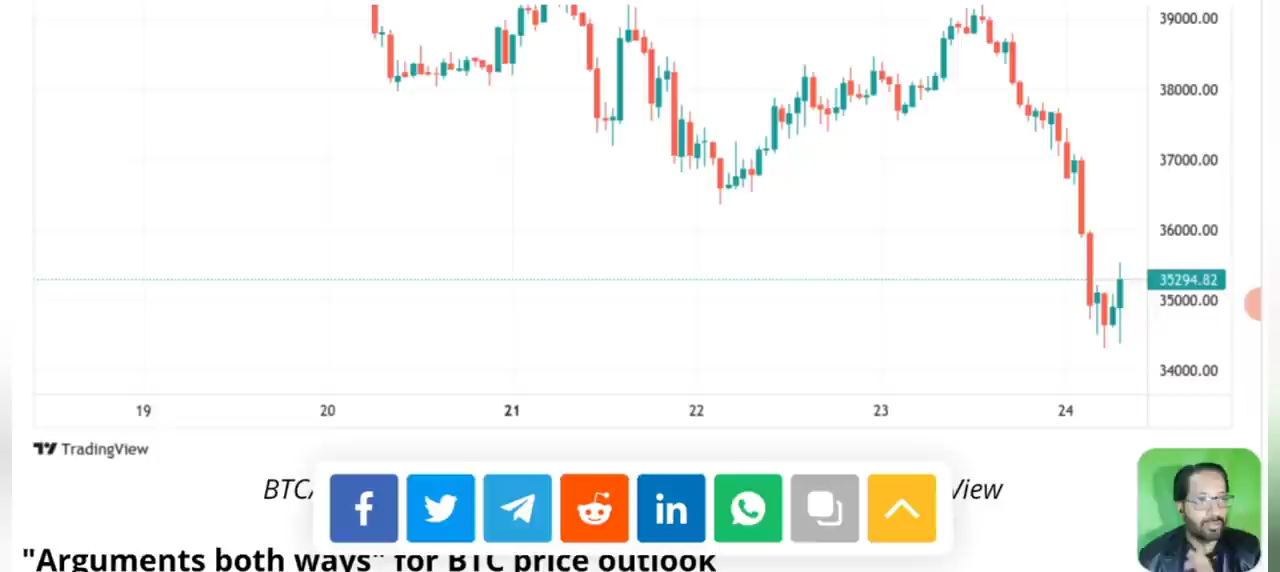 39000.00
38000.00
37000.00
36000.00
35294.82
35000.00
34000.00
19 20 21 22 23 24
TradingView
BTC/ View
"Arguments both ways" for BTC price outlook